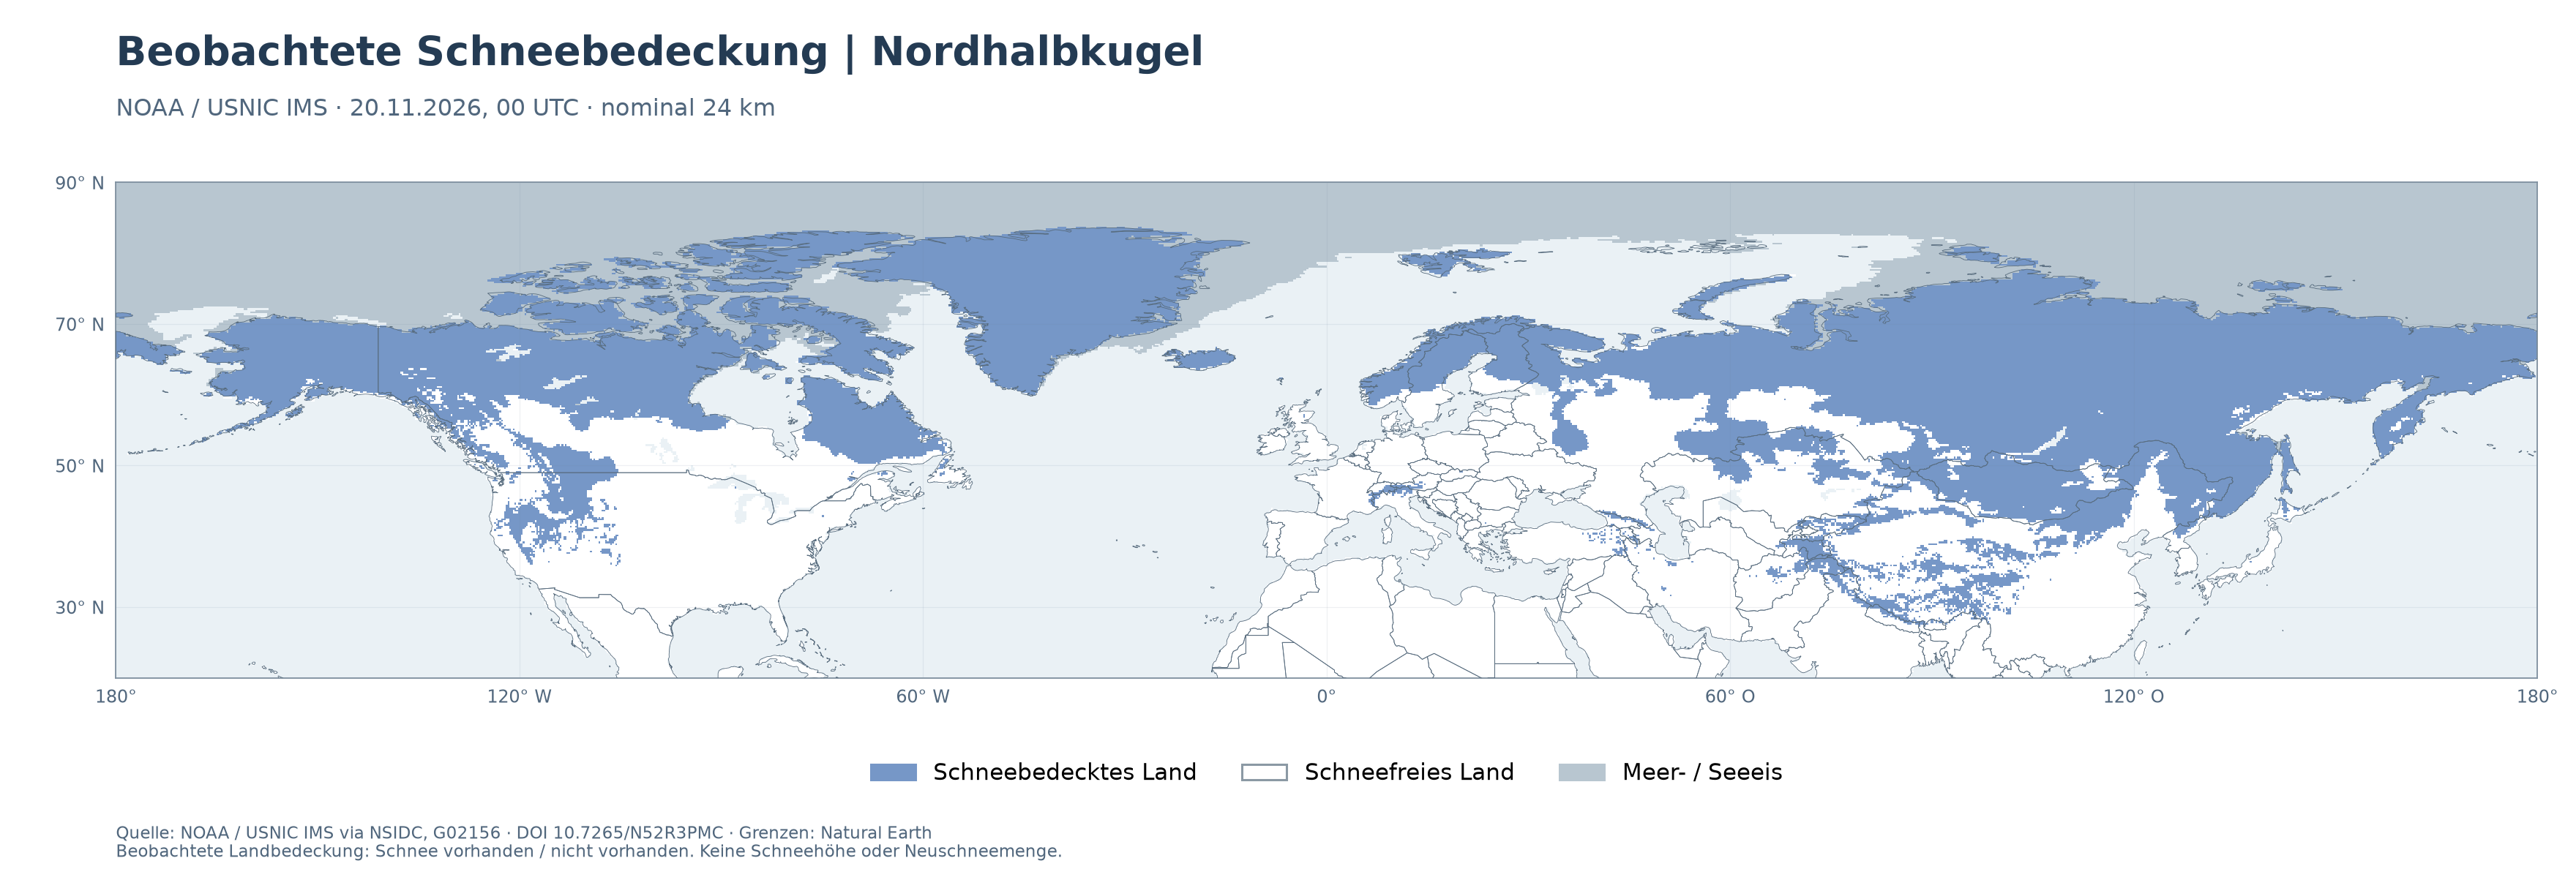 Beobachtete Schneebedeckung | Nordhalbkugel
NOAA / USNIC IMS · 20.11.2026, 00 UTC · nominal 24 km
90° N
70° N
50° N
30° N
180° 120° W 60° W 0° 60° O 120° O 180°
Schneebedecktes Land Schneefreies Land Meer- / Seeeis
Quelle: NOAA / USNIC IMS via NSIDC, G02156 · DOI 10.7265/N52R3PMC · Grenzen: Natural Earth
Beobachtete Landbedeckung: Schnee vorhanden / nicht vorhanden. Keine Schneehöhe oder Neuschneemenge.